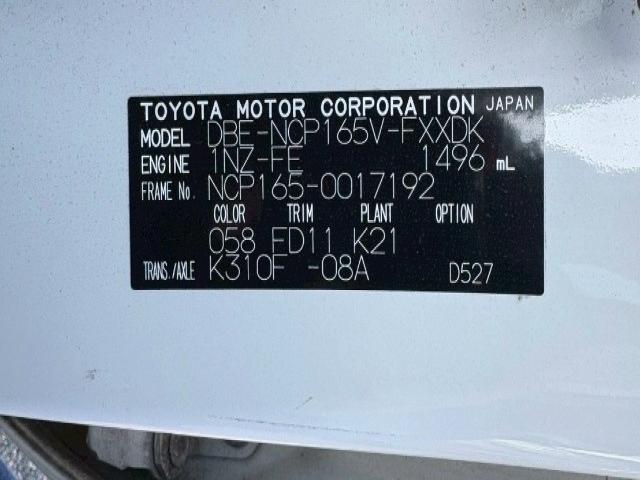 TOYOTA MOTOR CORPORATION JAPAN
MODEL DBE-NCP165V-FXXDK
ENGINE 1NZ-FE 1496 mL
FRAME No. NCP165-0017192
COLOR TRIM PLANT OPTION
058 FD11 K21
TRANS./AXLE K310F -08A D527